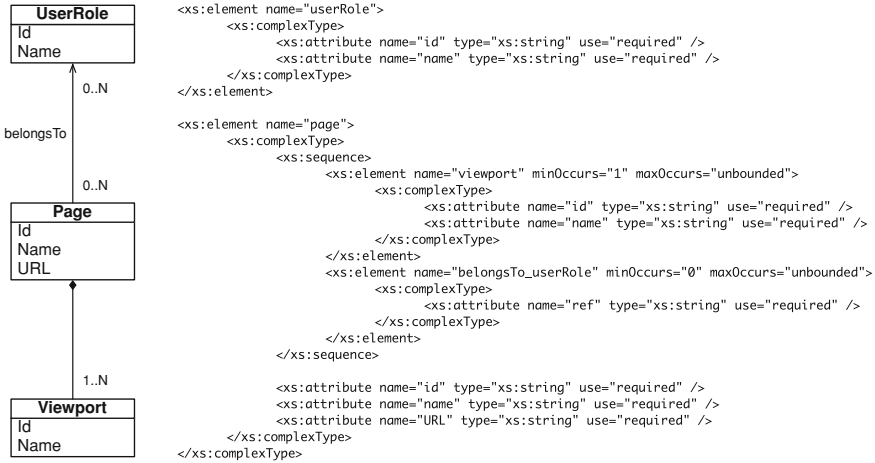 UserRole
Id
Name
0..N
belongsTo
0..N
Page
Id
Name
URL
1..N
Viewport
Id
Name
<xs:element name="userRole">
<xs:complexType>
<xs:attribute name="id" type="xs:string" use="required" />
<xs:attribute name="name" type="xs:string" use="required" />
</xs:complexType>
</xs:element>
<xs:element name="page">
<xs:complexType>
<xs:sequence>
<xs:element name="viewport" minOccurs="1" maxOccurs="unbounded">
<xs:complexType>
<xs:attribute name="id" type="xs:string" use="required" />
<xs:attribute name="name" type="xs:string" use="required" />
</xs:complexType>
</xs:element>
<xs:element name="belongsTo_userRole" minOccurs="0" maxOccurs="unbounded">
<xs:complexType>
<xs:attribute name="ref" type="xs:string" use="required" />
</xs:complexType>
</xs:element>
</xs:sequence>
<xs:attribute name="id" type="xs:string" use="required" />
<xs:attribute name="name" type="xs:string" use="required" />
<xs:attribute name="URL" type="xs:string" use="required" />
</xs:complexType>
</xs:complexType>